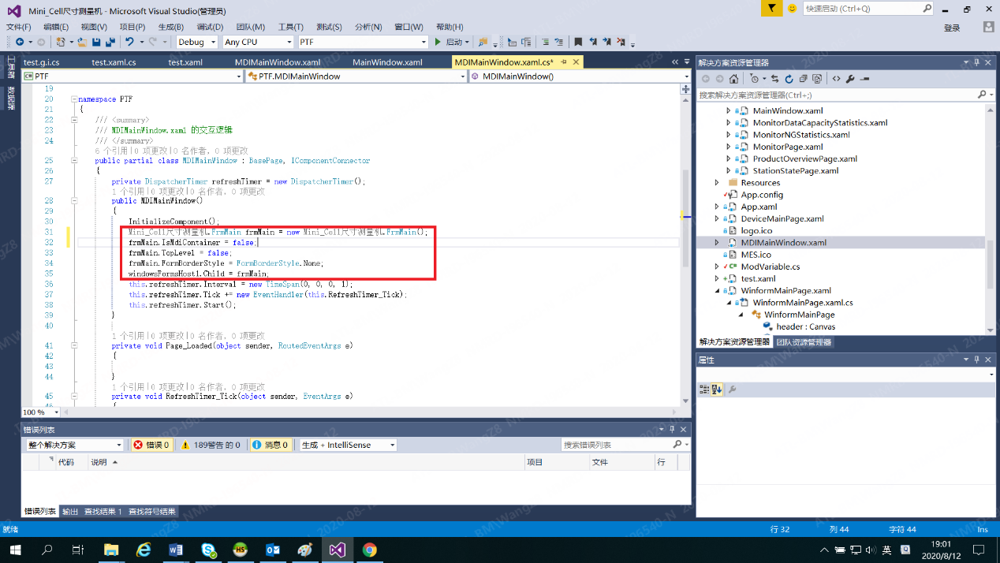 Mini_Cell尺寸测量机 - Microsoft Visual Studio(管理员)
快速启动 (Ctrl+Q)
文件(F) 编辑(E) 视图(V) 项目(P) 生成(B) 调试(D) 团队(M) 工具(T) 测试(S) 分析(N) 窗口(W) 帮助(H)
登录
Debug Any CPU PTF 启动
工具箱
数据源
test.g.i.cs test.xaml.cs test.xaml MDIMainWindow.xaml MainWindow.xaml MDIMainWindow.xaml.cs*
PTF PTF.MDIMainWindow MDIMainWindow()
19
20 namespace PTF
21 {
22 /// <summary>
23 /// MDIMainWindow.xaml 的交互逻辑
24 /// </summary>
6 个引用|0 项更改|0 名作者，0 项更改
25 public partial class MDIMainWindow : BasePage, IComponentConnector
26 {
27 private DispatcherTimer refreshTimer = new DispatcherTimer();
1 个引用|0 项更改|0 名作者，0 项更改
28 public MDIMainWindow()
29 {
30 InitializeComponent();
31 Mini_Cell尺寸测量机.FrmMain frmMain = new Mini_Cell尺寸测量机.FrmMain();
32 frmMain.IsMdiContainer = false;
33 frmMain.TopLevel = false;
34 frmMain.FormBorderStyle = FormBorderStyle.None;
35 windowsFormsHost1.Child = frmMain;
36 this.refreshTimer.Interval = new TimeSpan(0, 0, 0, 1);
37 this.refreshTimer.Tick += new EventHandler(this.RefreshTimer_Tick);
38 this.refreshTimer.Start();
39 }
40
1 个引用|0 项更改|0 名作者，0 项更改
41 private void Page_Loaded(object sender, RoutedEventArgs e)
42 {
43
44 }
1 个引用|0 项更改|0 名作者，0 项更改
45 private void RefreshTimer_Tick(object sender, EventArgs e)
46 {
100 %
解决方案资源管理器
搜索解决方案资源管理器(Ctrl+;)
MainWindow.xaml
MonitorDataCapacityStatistics.xaml
MonitorNGStatistics.xaml
MonitorPage.xaml
ProductOverviewPage.xaml
StationStatePage.xaml
Resources
App.config
App.xaml
DeviceMainPage.xaml
logo.ico
MDIMainWindow.xaml
MES.ico
ModVariable.cs
test.xaml
WinformMainPage.xaml
WinformMainPage.xaml.cs
WinformMainPage
header : Canvas
解决方案资源管理器 团队资源管理器
属性
错误列表
整个解决方案 错误 0 189警告 的 0 消息 0 生成 + IntelliSense 搜索错误列表
代码 说明 项目 文件 行
错误列表 输出 查找结果 1 查找符号结果
就绪 行 32 列 44 字符 44 Ins
英
19:01
2020/8/12